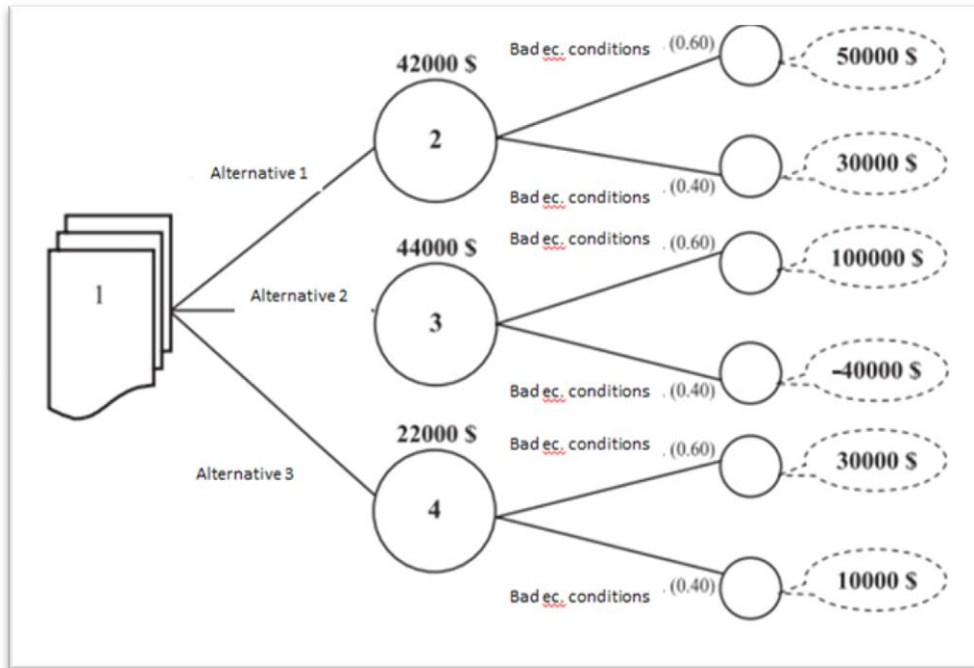 Bad ec. conditions (0.60)
50000 $
42000 $
2
Alternative 1
30000 $
Bad ec. conditions (0.40)
Bad ec. conditions (0.60)
44000 $
100000 $
1
Alternative 2
3
-40000 $
Bad ec. conditions (0.40)
22000 $
Bad ec. conditions (0.60)
30000 $
Alternative 3
4
10000 $
Bad ec. conditions (0.40)